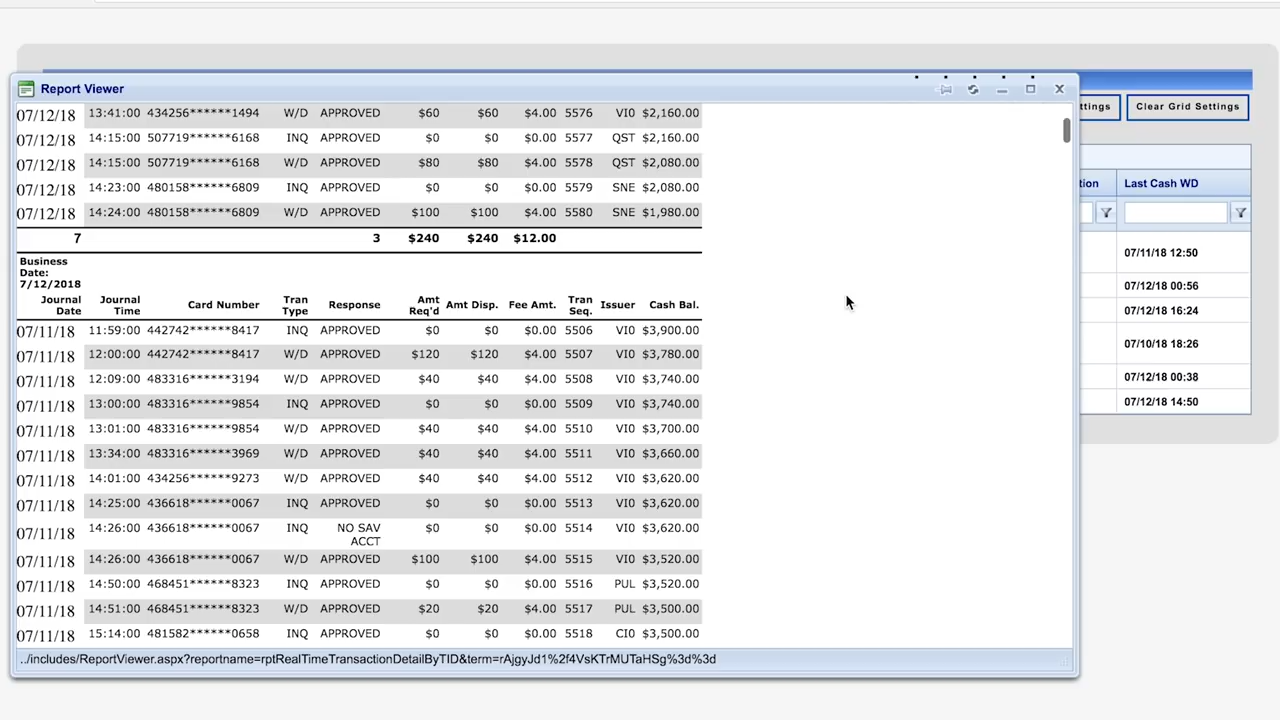 Report Viewer
ttings Clear Grid Settings
tion Last Cash WD
07/11/18 12:50
07/12/18 00:56
07/12/18 16:24
07/10/18 18:26
07/12/18 00:38
07/12/18 14:50
07/12/18 13:41:00 434256******1494 W/D APPROVED $60 $60 $4.00 5576 VI0 $2,160.00
07/12/18 14:15:00 507719******6168 INQ APPROVED $0 $0 $0.00 5577 QST $2,160.00
07/12/18 14:15:00 507719******6168 W/D APPROVED $80 $80 $4.00 5578 QST $2,080.00
07/12/18 14:23:00 480158******6809 INQ APPROVED $0 $0 $0.00 5579 SNE $2,080.00
07/12/18 14:24:00 480158******6809 W/D APPROVED $100 $100 $4.00 5580 SNE $1,980.00
7 3 $240 $240 $12.00
Business
Date:
7/12/2018
Journal Date Journal Time Card Number Tran Type Response Amt Req'd Amt Disp. Fee Amt. Tran Seq. Issuer Cash Bal.
07/11/18 11:59:00 442742******8417 INQ APPROVED $0 $0 $0.00 5506 VI0 $3,900.00
07/11/18 12:00:00 442742******8417 W/D APPROVED $120 $120 $4.00 5507 VI0 $3,780.00
07/11/18 12:09:00 483316******3194 W/D APPROVED $40 $40 $4.00 5508 VI0 $3,740.00
07/11/18 13:00:00 483316******9854 INQ APPROVED $0 $0 $0.00 5509 VI0 $3,740.00
07/11/18 13:01:00 483316******9854 W/D APPROVED $40 $40 $4.00 5510 VI0 $3,700.00
07/11/18 13:34:00 483316******3969 W/D APPROVED $40 $40 $4.00 5511 VI0 $3,660.00
07/11/18 14:01:00 434256******9273 W/D APPROVED $40 $40 $4.00 5512 VI0 $3,620.00
07/11/18 14:25:00 436618******0067 INQ APPROVED $0 $0 $0.00 5513 VI0 $3,620.00
07/11/18 14:26:00 436618******0067 INQ NO SAV ACCT $0 $0 $0.00 5514 VI0 $3,620.00
07/11/18 14:26:00 436618******0067 W/D APPROVED $100 $100 $4.00 5515 VI0 $3,520.00
07/11/18 14:50:00 468451******8323 INQ APPROVED $0 $0 $0.00 5516 PUL $3,520.00
07/11/18 14:51:00 468451******8323 W/D APPROVED $20 $20 $4.00 5517 PUL $3,500.00
07/11/18 15:14:00 481582******0658 INQ APPROVED $0 $0 $0.00 5518 CI0 $3,500.00
../includes/ReportViewer.aspx?reportname=rptRealTimeTransactionDetailByTID&term=rAjgyJd1%2f4VsKTrMUTaHSg%3d%3d